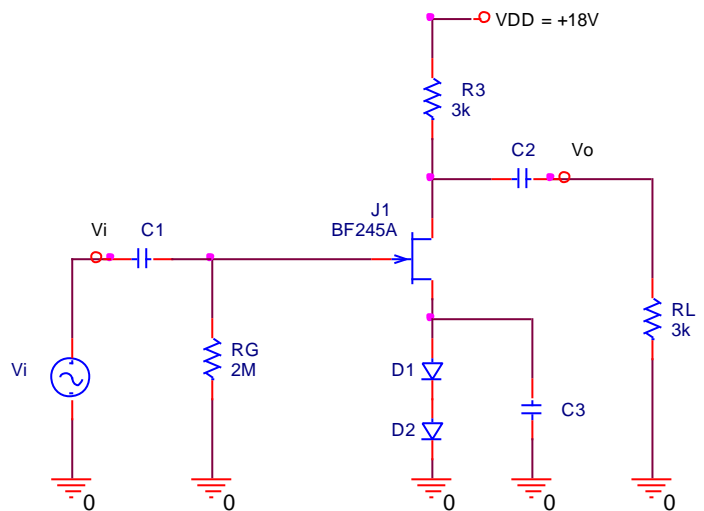 VDD = +18V
R3
3k
C2
Vo
J1
BF245A
Vi
C1
RL
3k
RG
2M
Vi
D1
D2
C3
0
0
0
0
0